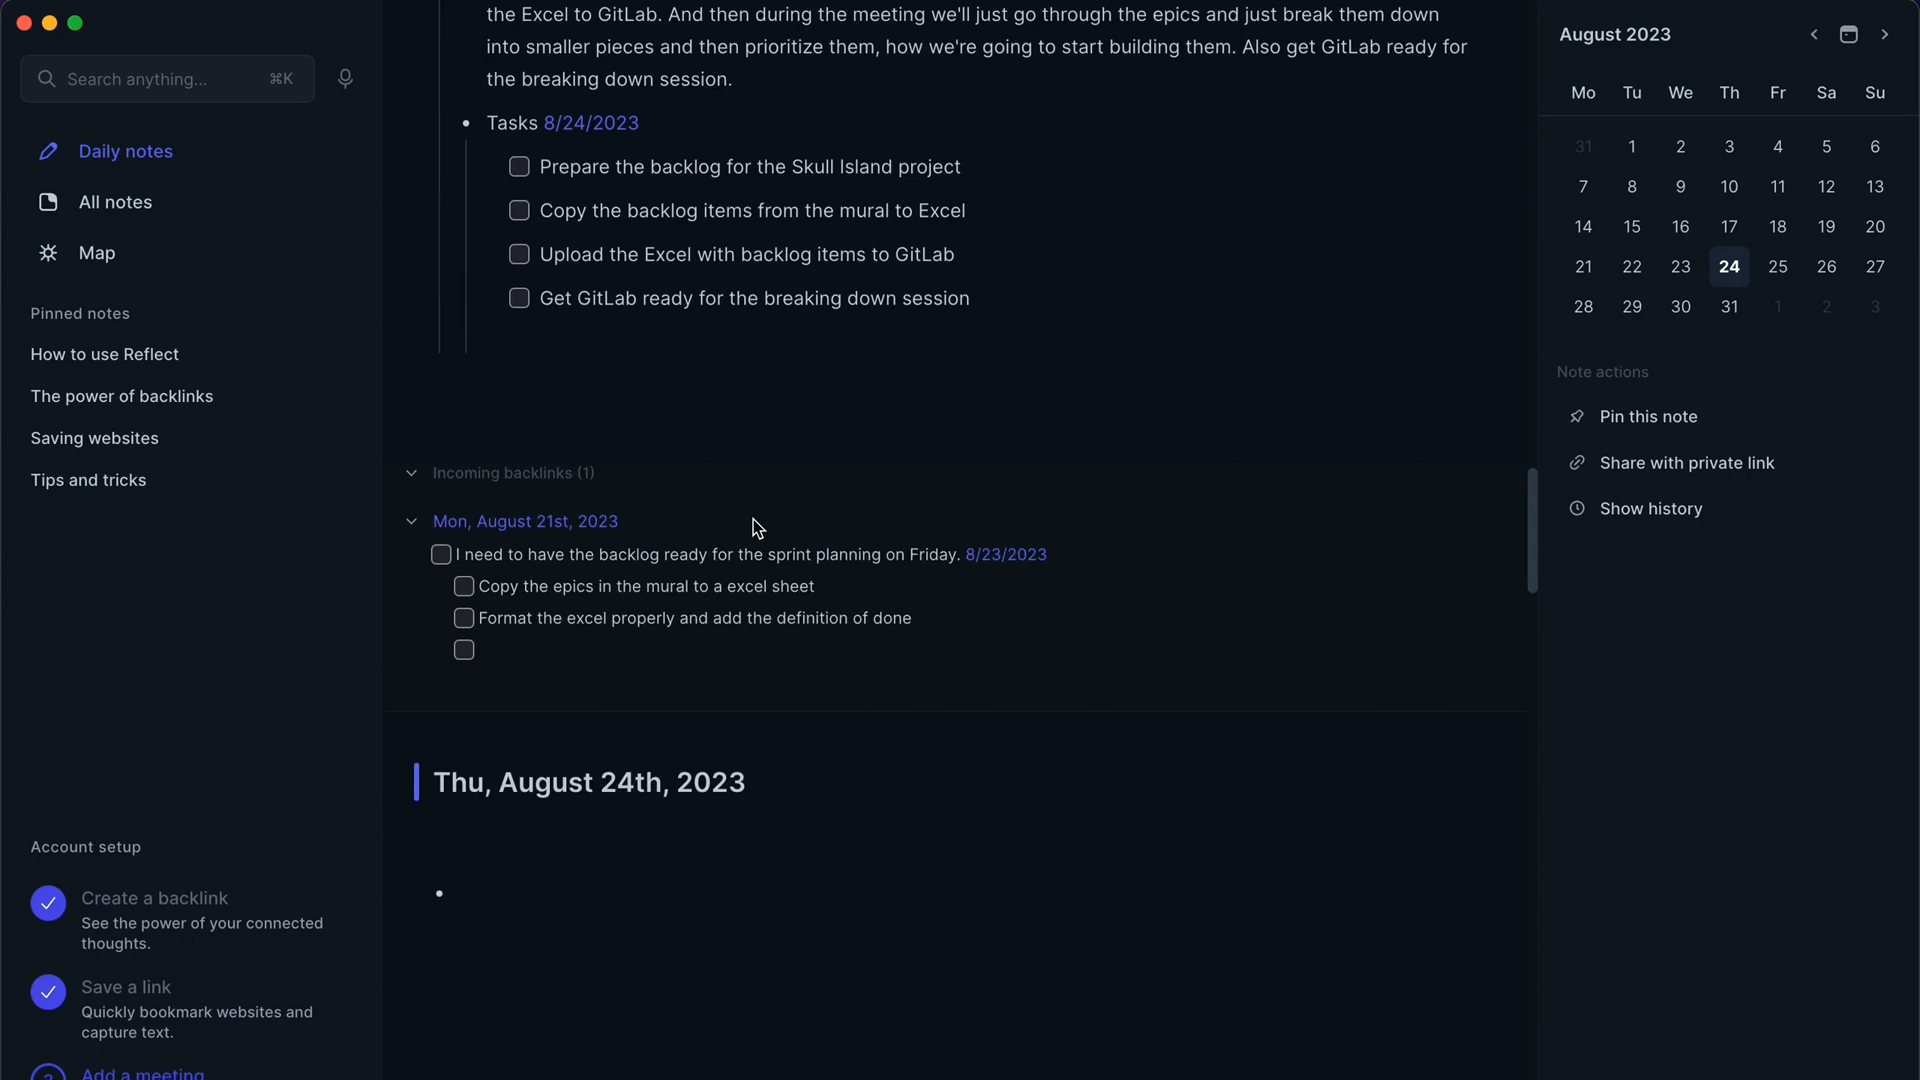 Search anything... ⌘K
Daily notes
All notes
Map
Pinned notes
How to use Reflect
The power of backlinks
Saving websites
Tips and tricks
Account setup
Create a backlink
See the power of your connected
thoughts.
Save a link
Quickly bookmark websites and
capture text.
Add a meeting
the Excel to GitLab. And then during the meeting we'll just go through the epics and just break them down
into smaller pieces and then prioritize them, how we're going to start building them. Also get GitLab ready for
the breaking down session.
Tasks 8/24/2023
Prepare the backlog for the Skull Island project
Copy the backlog items from the mural to Excel
Upload the Excel with backlog items to GitLab
Get GitLab ready for the breaking down session
Incoming backlinks (1)
Mon, August 21st, 2023
I need to have the backlog ready for the sprint planning on Friday. 8/23/2023
Copy the epics in the mural to a excel sheet
Format the excel properly and add the definition of done
Thu, August 24th, 2023
August 2023
Mo Tu We Th Fr Sa Su
31 1 2 3 4 5 6
7 8 9 10 11 12 13
14 15 16 17 18 19 20
21 22 23 24 25 26 27
28 29 30 31 1 2 3
Note actions
Pin this note
Share with private link
Show history